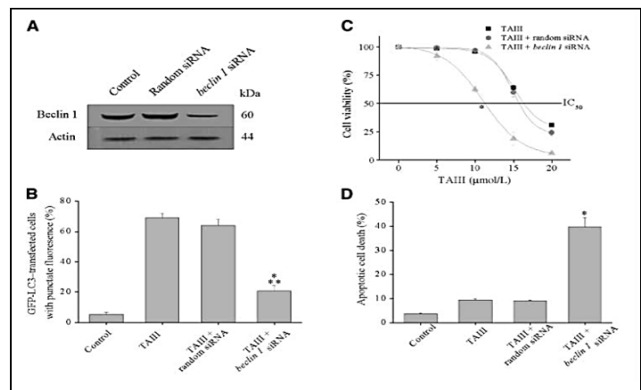 A
Control
Random siRNA
beclin 1 siRNA
kDa
Beclin 1
60
Actin
44
B
GFP-LC3–transfected cells
with punctate fluoresence (%)
80
60
40
20
0
*
**
Control
TAIII
TAIII +
random siRNA
TAIII +
beclin 1 siRNA
C
TAIII
TAIII + random siRNA
TAIII + beclin 1 siRNA
Cell viability (%)
100
75
50
25
0
IC50
*
0
5
10
15
20
TAIII (μmol/L)
D
Apoptotic cell death (%)
50
40
30
20
10
0
*
Control
TAIII
TAIII +
random siRNA
TAIII +
beclin 1 siRNA